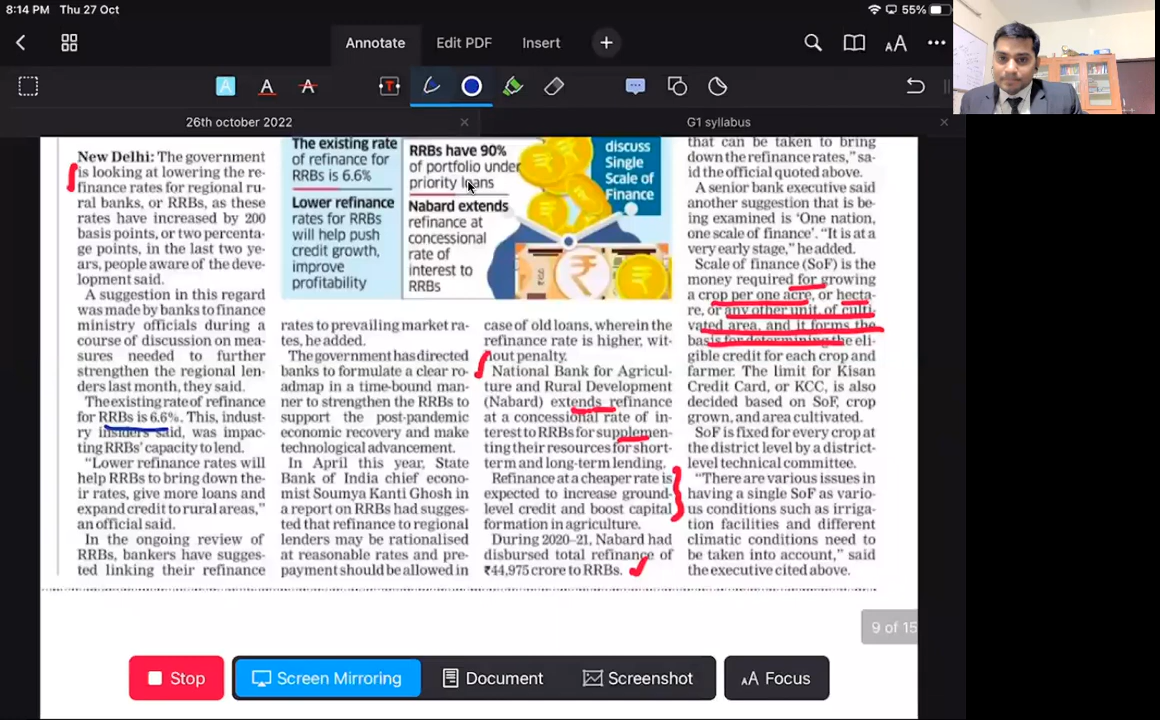 8:14 PM Thu 27 Oct
55%
Annotate
Edit PDF
Insert
AA
A
A
A
T
26th october 2022
G1 syllabus
New Delhi: The government
is looking at lowering the re-
finance rates for regional ru-
ral banks, or RRBs, as these
rates have increased by 200
basis points, or two percenta-
ge points, in the last two ye-
ars, people aware of the deve-
lopment said.
A suggestion in this regard
was made by banks to finance
ministry officials during a
course of discussion on mea-
sures needed to further
strengthen the regional len-
ders last month, they said.
The existing rate of refinance
for RRBs is 6.6%. This, indust-
ry insiders said, was impac-
ting RRBs' capacity to lend.
"Lower refinance rates will
help RRBs to bring down the-
ir rates, give more loans and
expand credit to rural areas,"
an official said.
In the ongoing review of
RRBs, bankers have sugges-
ted linking their refinance
The existing rate
of refinance for
RRBs is 6.6%
Lower refinance
rates for RRBs
will help push
credit growth,
improve
profitability
RRBs have 90%
of portfolio under
priority loans
Nabard extends
refinance at
concessional
rate of
interest to
RRBs
discuss
Single
Scale of
Finance
rates to prevailing market ra-
tes, he added.
The government has directed
banks to formulate a clear ro-
admap in a time-bound man-
ner to strengthen the RRBs to
support the post-pandemic
economic recovery and make
technological advancement.
In April this year, State
Bank of India chief econo-
mist Soumya Kanti Ghosh in
a report on RRBs had sugges-
ted that refinance to regional
lenders may be rationalised
at reasonable rates and pre-
payment should be allowed in
case of old loans, wherein the
refinance rate is higher, wit-
hout penalty.
National Bank for Agricul-
ture and Rural Development
(Nabard) extends refinance
at a concessional rate of in-
terest to RRBs for supplemen-
ting their resources for short-
term and long-term lending.
Refinance at a cheaper rate is
expected to increase ground-
level credit and boost capital
formation in agriculture.
During 2020-21, Nabard had
disbursed total refinance of
₹44,975 crore to RRBs.
that can be taken to bring
down the refinance rates," sa-
id the official quoted above.
A senior bank executive said
another suggestion that is be-
ing examined is 'One nation,
one scale of finance'. "It is at a
very early stage," he added.
Scale of finance (SoF) is the
money required for growing
a crop per one acre, or hecta-
re, or any other unit, of culti-
vated area, and it forms the
basis for determining the eli-
gible credit for each crop and
farmer. The limit for Kisan
Credit Card, or KCC, is also
decided based on SoF, crop
grown, and area cultivated.
SoF is fixed for every crop at
the district level by a district-
level technical committee.
"There are various issues in
having a single SoF as vario-
us conditions such as irriga-
tion facilities and different
climatic conditions need to
be taken into account," said
the executive cited above.
9 of 15
Stop
Screen Mirroring
Document
Screenshot
AA Focus